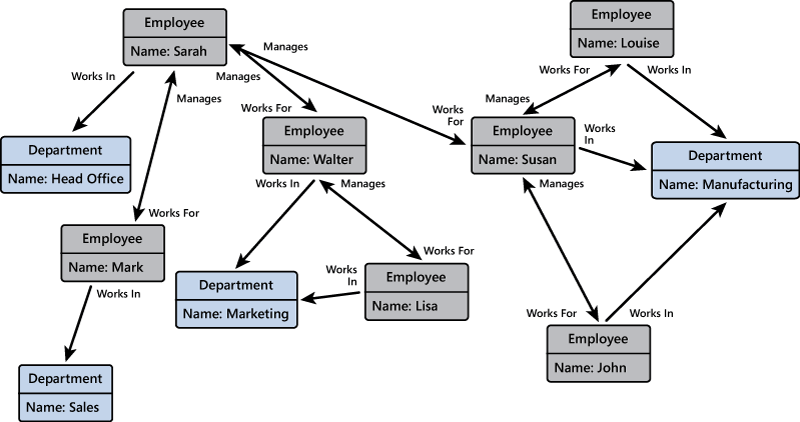 Employee
Name: Sarah
Employee
Name: Louise
Manages
Works In
Manages
Manages
Works For
Works In
Manages
Works For
Works
For
Employee
Name: Walter
Employee
Name: Susan
Works
In
Department
Name: Head Office
Department
Name: Manufacturing
Works In
Manages
Manages
Works For
Employee
Name: Mark
Works For
Employee
Name: Lisa
Works
In
Department
Name: Marketing
Works In
Works For
Works In
Employee
Name: John
Department
Name: Sales